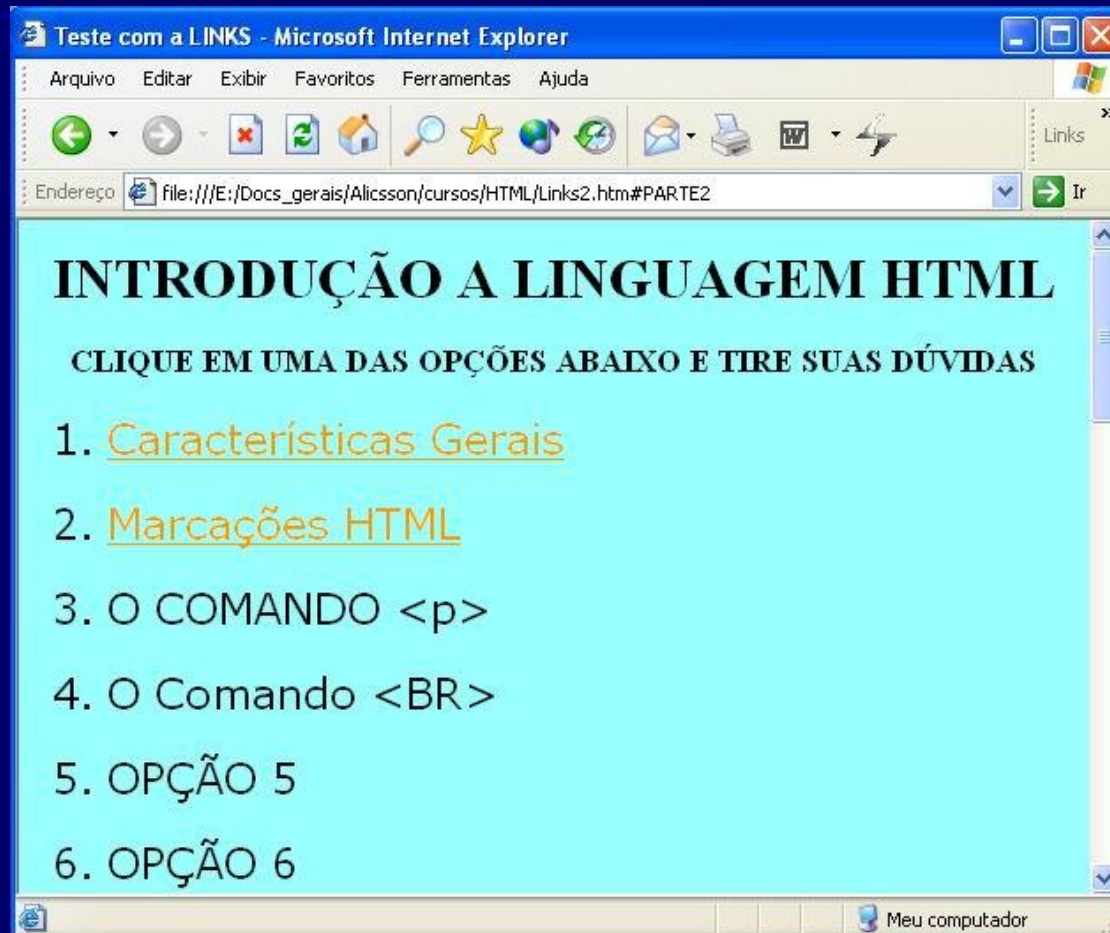 Teste com a LINKS - Microsoft Internet Explorer
Arquivo Editar Exibir Favoritos Ferramentas Ajuda
Links »
Endereço file:///E:/Docs_gerais/Alicsson/cursos/HTML/Links2.htm#PARTE2 Ir
INTRODUÇÃO A LINGUAGEM HTML
CLIQUE EM UMA DAS OPÇÕES ABAIXO E TIRE SUAS DÚVIDAS
1. Características Gerais
2. Marcações HTML
3. O COMANDO <p>
4. O Comando <BR>
5. OPÇÃO 5
6. OPÇÃO 6
Meu computador